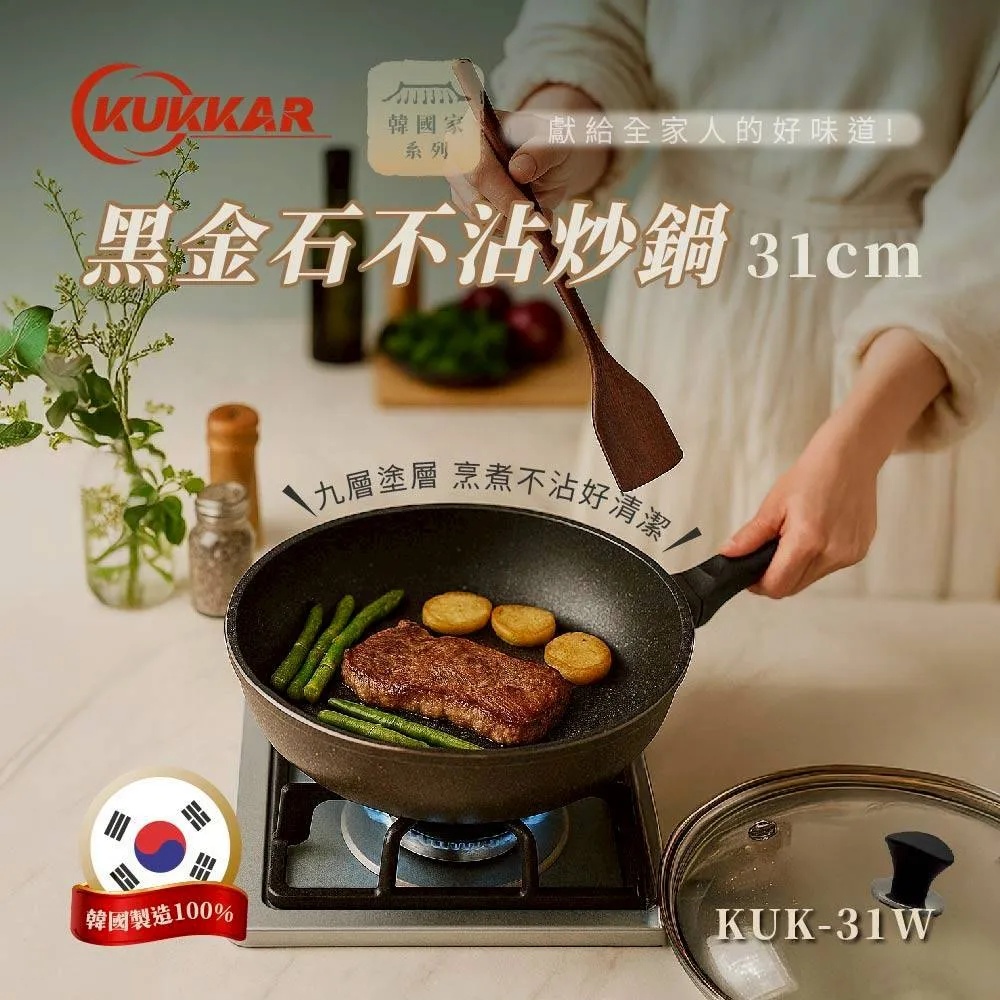 KUKKAR
韓國家
系列
獻給全家人的好味道!
黑金石不沾炒鍋 31cm
九層塗層 烹煮不沾好清潔
韓國製造100%
KUK-31W